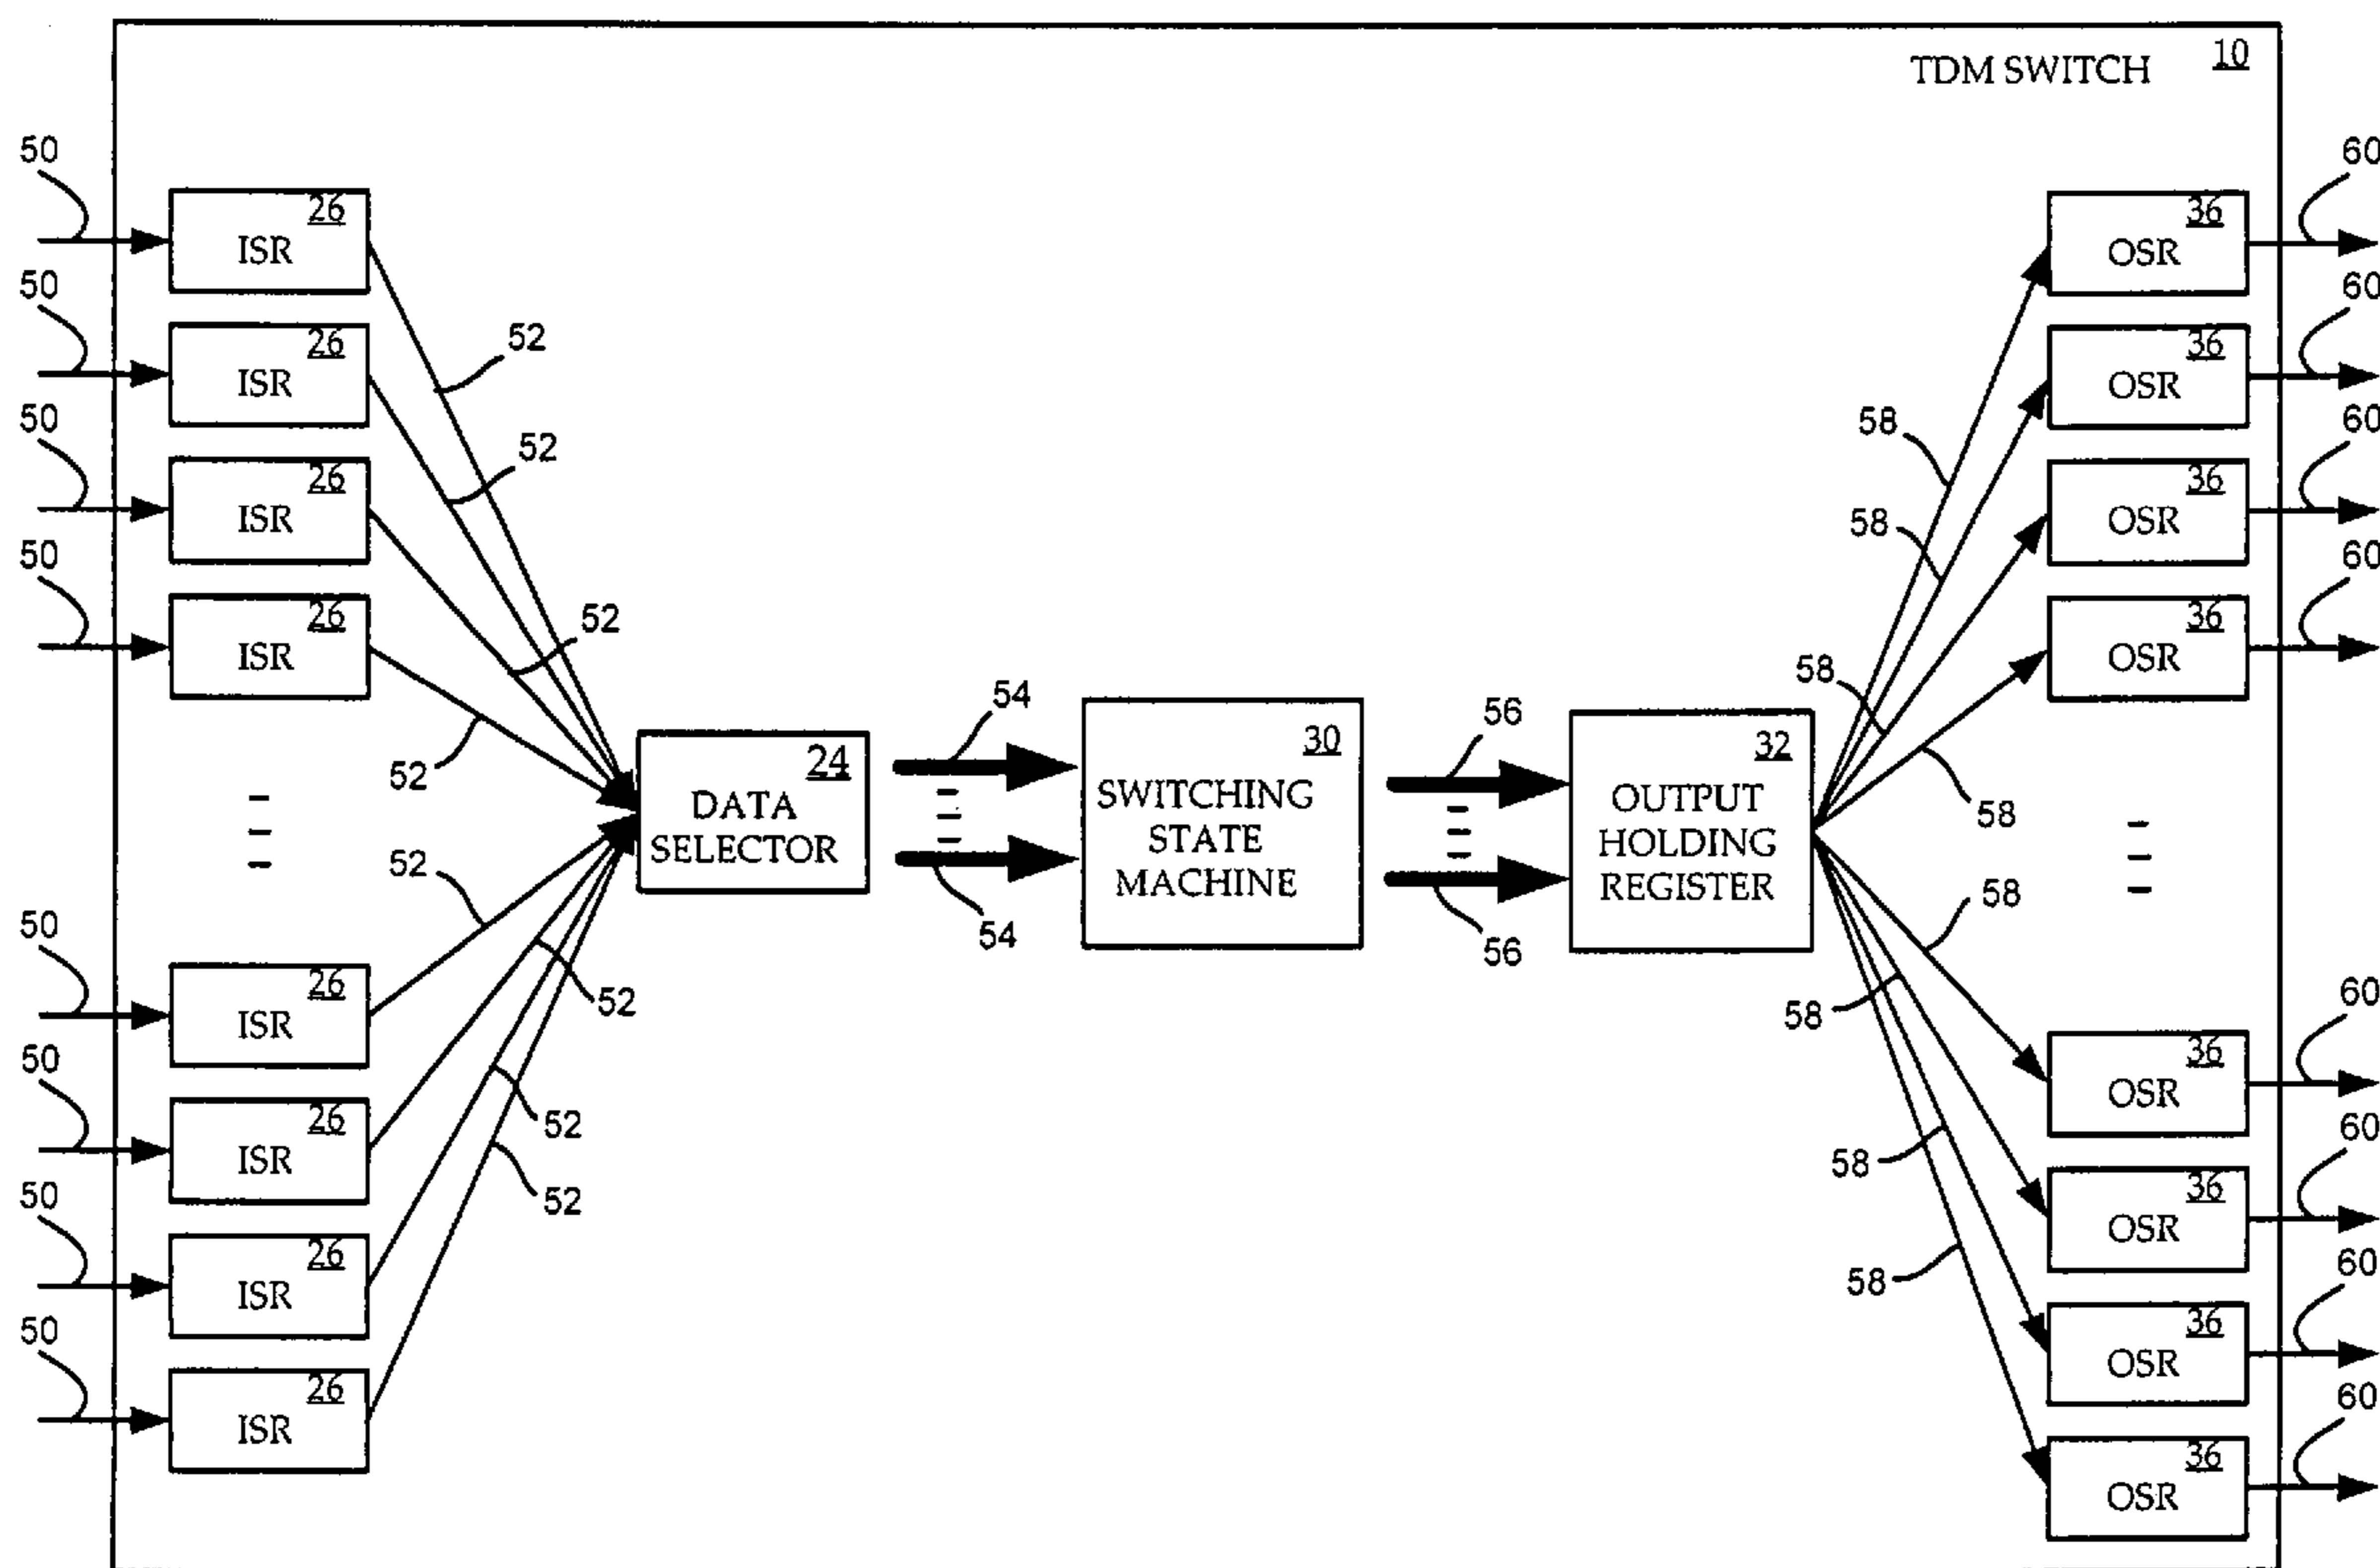 10
TDM SWITCH
50
26
ISR
50
26
ISR
50
26
ISR
50
26
ISR
50
26
ISR
50
26
ISR
50
26
ISR
50
26
ISR
52
52
52
52
52
52
52
52
24
DATA
SELECTOR
54
54
30
SWITCHING
STATE
MACHINE
56
56
32
OUTPUT
HOLDING
REGISTER
58
58
58
58
58
58
58
58
60
36
OSR
60
36
OSR
60
36
OSR
60
36
OSR
60
36
OSR
60
36
OSR
60
36
OSR
60
36
OSR